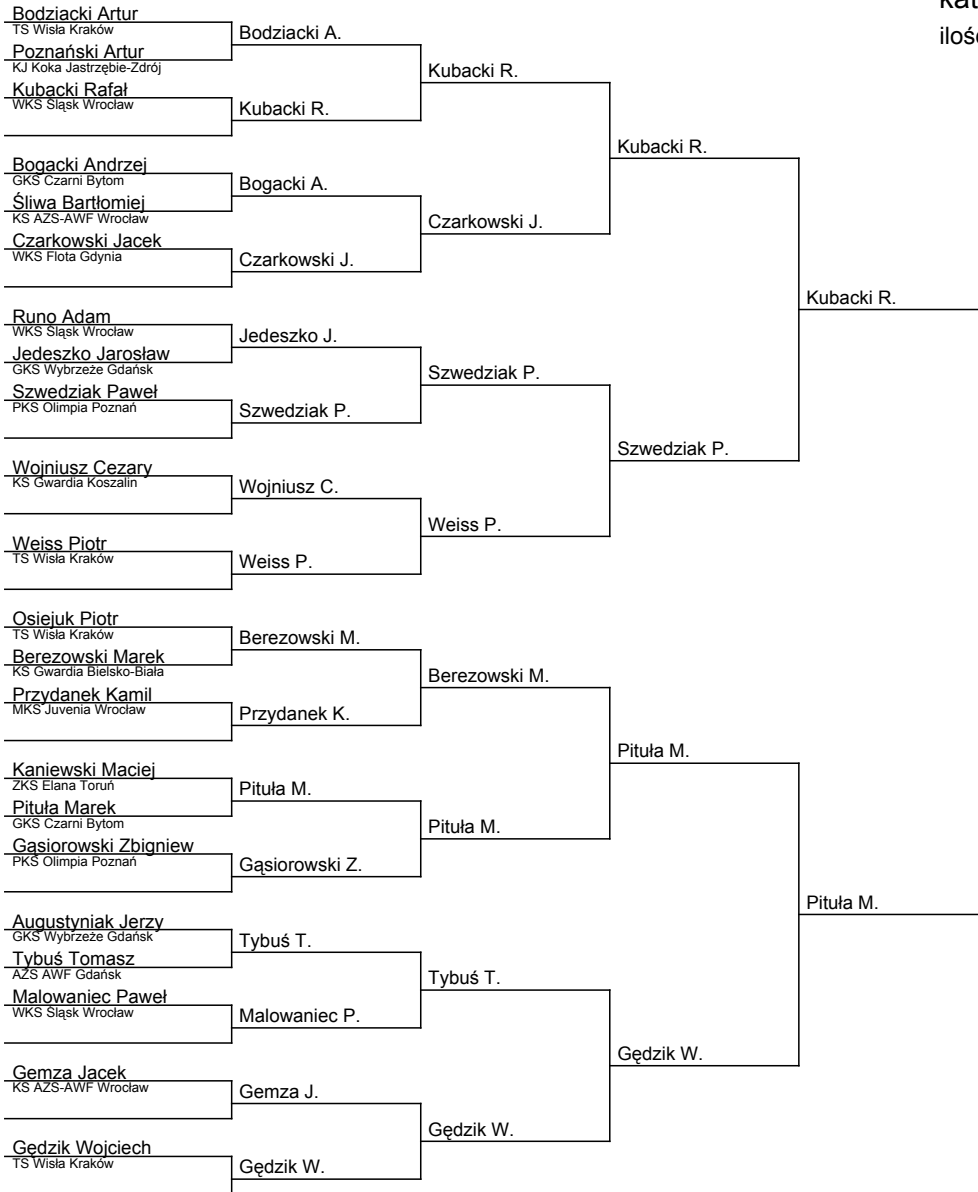 Bodziacki Artur
TS Wisła Kraków
Poznański Artur
KJ Koka Jastrzębie-Zdrój
Kubacki Rafał
WKS Śląsk Wrocław
Bogacki Andrzej
GKS Czarni Bytom
Śliwa Bartłomiej
KS AZS-AWF Wrocław
Czarkowski Jacek
WKS Flota Gdynia
Runo Adam
WKS Śląsk Wrocław
Jedeszko Jarosław
GKS Wybrzeże Gdańsk
Szwedziak Paweł
PKS Olimpia Poznań
Wojniusz Cezary
KS Gwardia Koszalin
Weiss Piotr
TS Wisła Kraków
Osiejuk Piotr
TS Wisła Kraków
Berezowski Marek
KS Gwardia Bielsko-Biała
Przydanek Kamil
MKS Juvenia Wrocław
Kaniewski Maciej
ZKS Elana Toruń
Pituła Marek
GKS Czarni Bytom
Gąsiorowski Zbigniew
PKS Olimpia Poznań
Augustyniak Jerzy
GKS Wybrzeże Gdańsk
Tybuś Tomasz
AZS AWF Gdańsk
Malowaniec Paweł
WKS Śląsk Wrocław
Gemza Jacek
KS AZS-AWF Wrocław
Gędzik Wojciech
TS Wisła Kraków
Bodziacki A.
Kubacki R.
Bogacki A.
Czarkowski J.
Jedeszko J.
Szwedziak P.
Wojniusz C.
Weiss P.
Berezowski M.
Przydanek K.
Pituła M.
Gąsiorowski Z.
Tybuś T.
Malowaniec P.
Gemza J.
Gędzik W.
Kubacki R.
Czarkowski J.
Szwedziak P.
Weiss P.
Berezowski M.
Pituła M.
Tybuś T.
Gędzik W.
Kubacki R.
Szwedziak P.
Pituła M.
Gędzik W.
Kubacki R.
Pituła M.